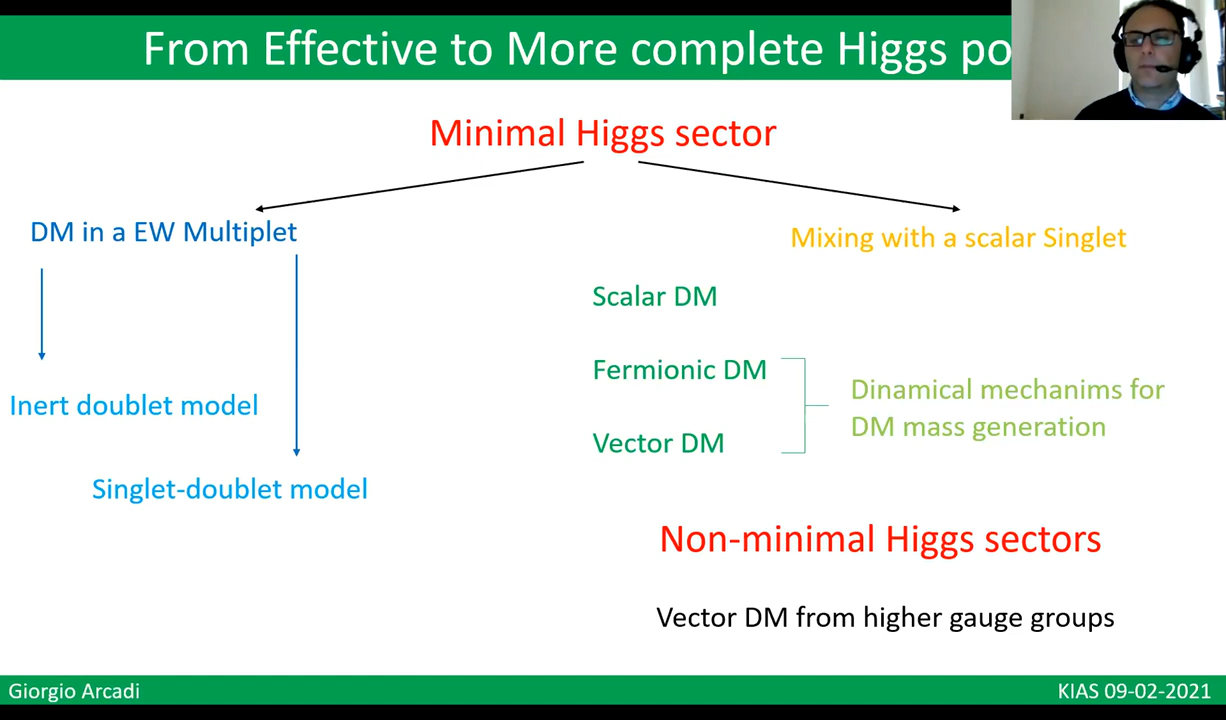 From Effective to More complete Higgs
Minimal Higgs sector
DM in a EW Multiplet
Mixing with a scalar Singlet
Scalar DM
Fermionic DM
Dinamical mechanims for
DM mass generation
Inert doublet model
Vector DM
Singlet-doublet model
Non-minimal Higgs sectors
Vector DM from higher gauge groups
Giorgio Arcadi
KIAS 09-02-2021